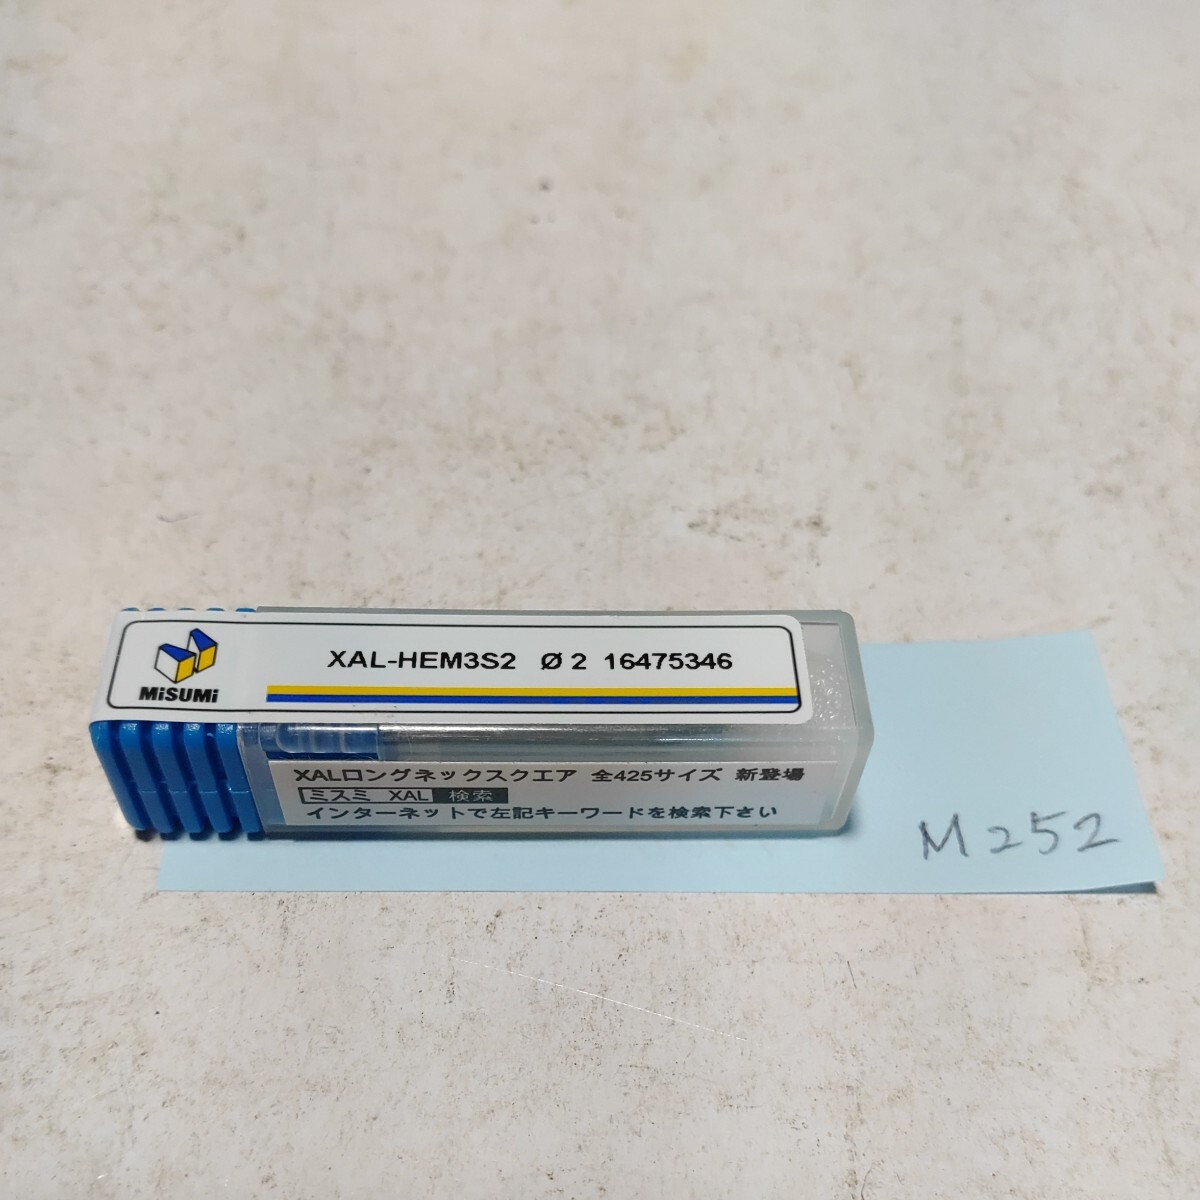 MiSUMi
XAL-HEM3S2 Ø 2 16475346
XALロングネックスクエア 全425サイズ 新登場
ミスミ XAL 検索
インターネットで左記キーワードを検索下さい
M252